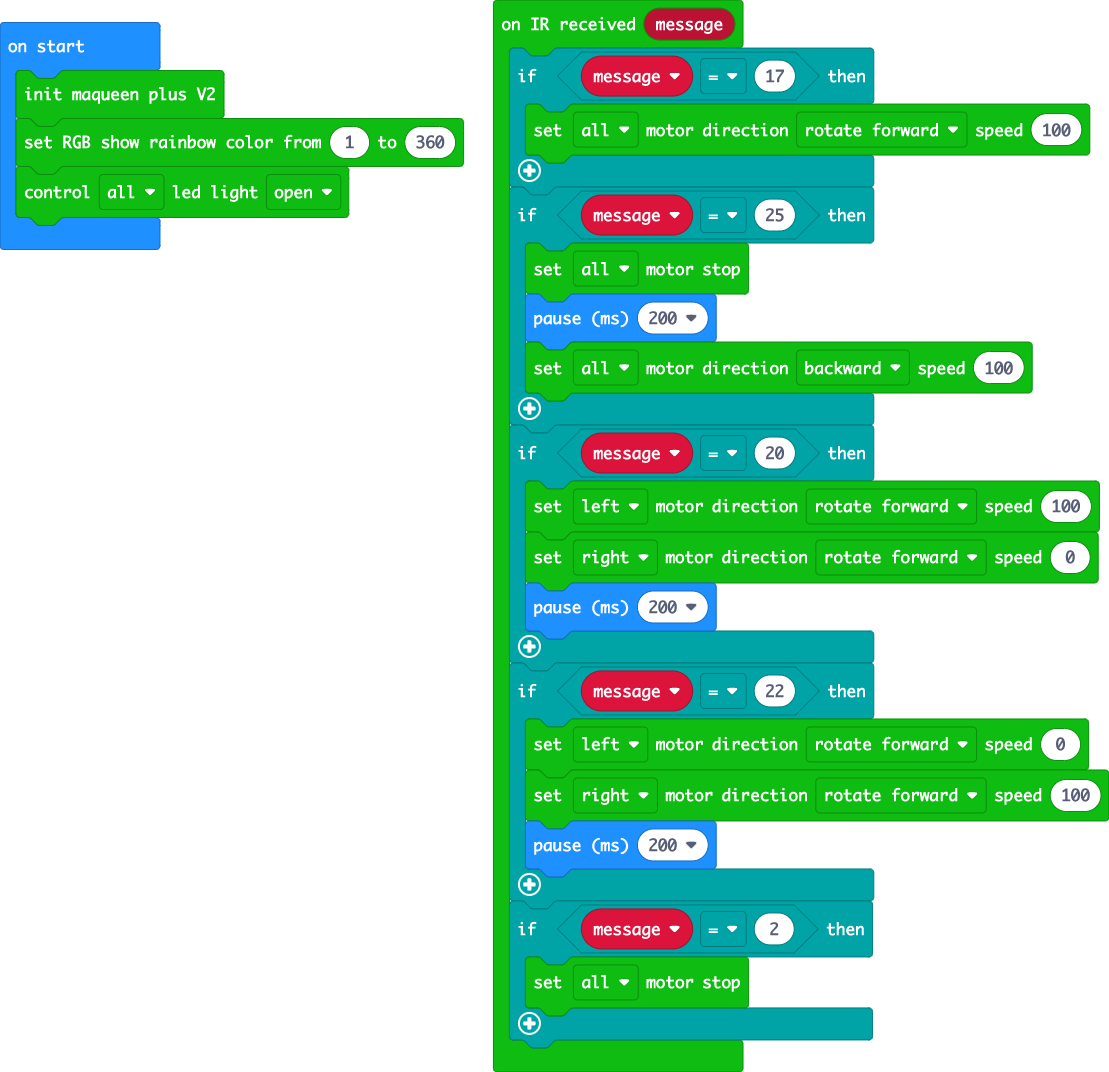 on start
init maqueen plus V2
set RGB show rainbow color from 1 to 360
control all led light open
on IR received message
if message = 17 then
set all motor direction rotate forward speed 100
if message = 25 then
set all motor stop
pause (ms) 200
set all motor direction backward speed 100
if message = 20 then
set left motor direction rotate forward speed 100
set right motor direction rotate forward speed 0
pause (ms) 200
if message = 22 then
set left motor direction rotate forward speed 0
set right motor direction rotate forward speed 100
pause (ms) 200
if message = 2 then
set all motor stop